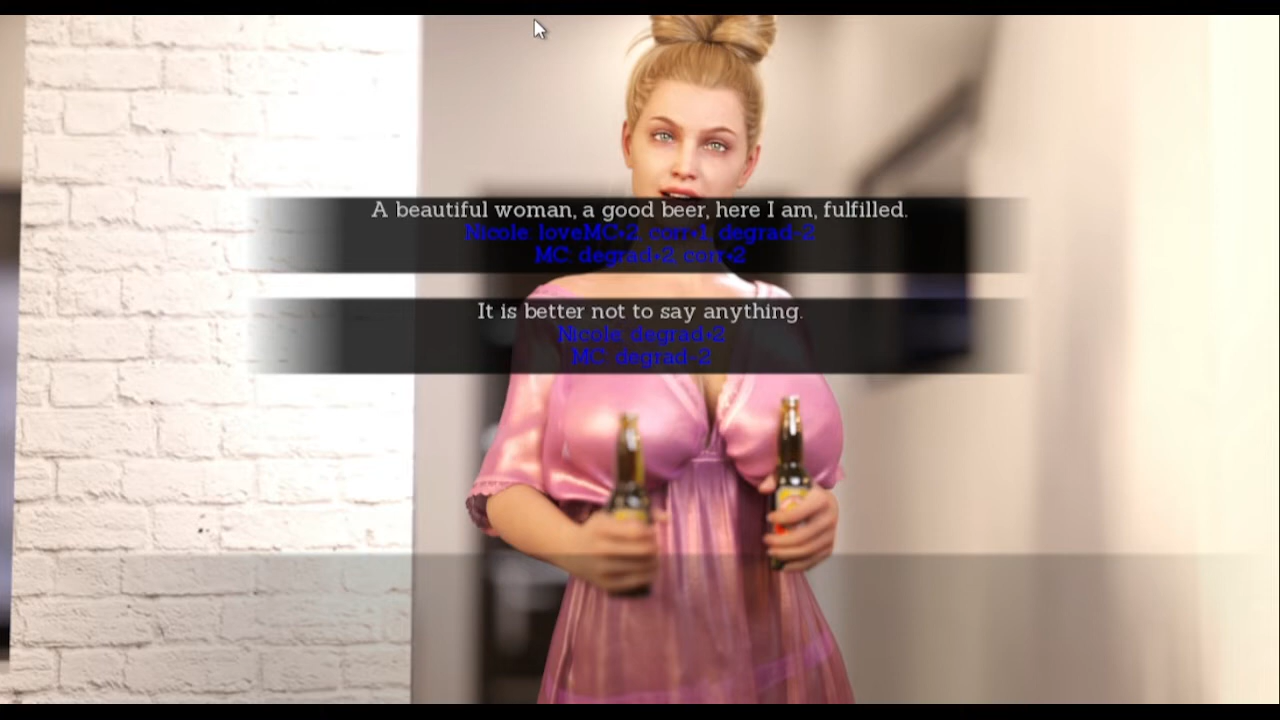 A beautiful woman, a good beer, here I am, fulfilled.
Nicole: loveMC+2, corr+1, degrad-2
MC: degrad+2, corr+2
It is better not to say anything.
Nicole: degrad+2
MC: degrad-2